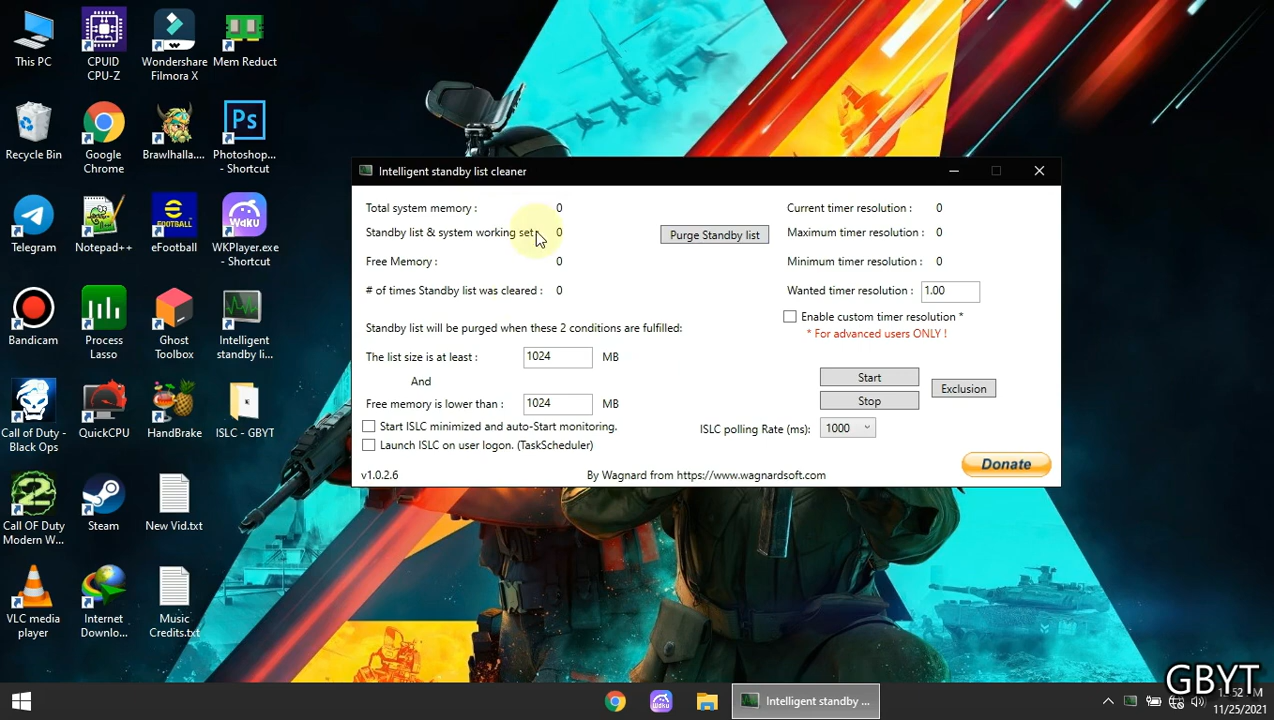 This PC
CPUID
CPU-Z
Wondershare
Filmora X
Mem Reduct
Recycle Bin
Google
Chrome
Brawlhalla....
Photoshop...
- Shortcut
Telegram
Notepad++
eFootball
WKPlayer.exe
- Shortcut
Bandicam
Process
Lasso
Ghost
Toolbox
Intelligent
standby li...
Call of Duty -
Black Ops
QuickCPU
HandBrake
ISLC - GBYT
Call OF Duty
Modern W...
Steam
New Vid.txt
VLC media
player
Internet
Downlo...
Music
Credits.txt
Intelligent standby list cleaner
Total system memory : 0
Standby list & system working set : 0
Purge Standby list
Free Memory : 0
# of times Standby list was cleared : 0
Standby list will be purged when these 2 conditions are fulfilled:
The list size is at least : 1024 MB
And
Free memory is lower than : 1024 MB
Start ISLC minimized and auto-Start monitoring.
Launch ISLC on user logon. (TaskScheduler)
Current timer resolution : 0
Maximum timer resolution : 0
Minimum timer resolution : 0
Wanted timer resolution : 1.00
Enable custom timer resolution *
* For advanced users ONLY !
Start
Stop
Exclusion
ISLC polling Rate (ms): 1000
Donate
v1.0.2.6
By Wagnard from https://www.wagnardsoft.com
Intelligent standby ...
GBYT
11/25/2021